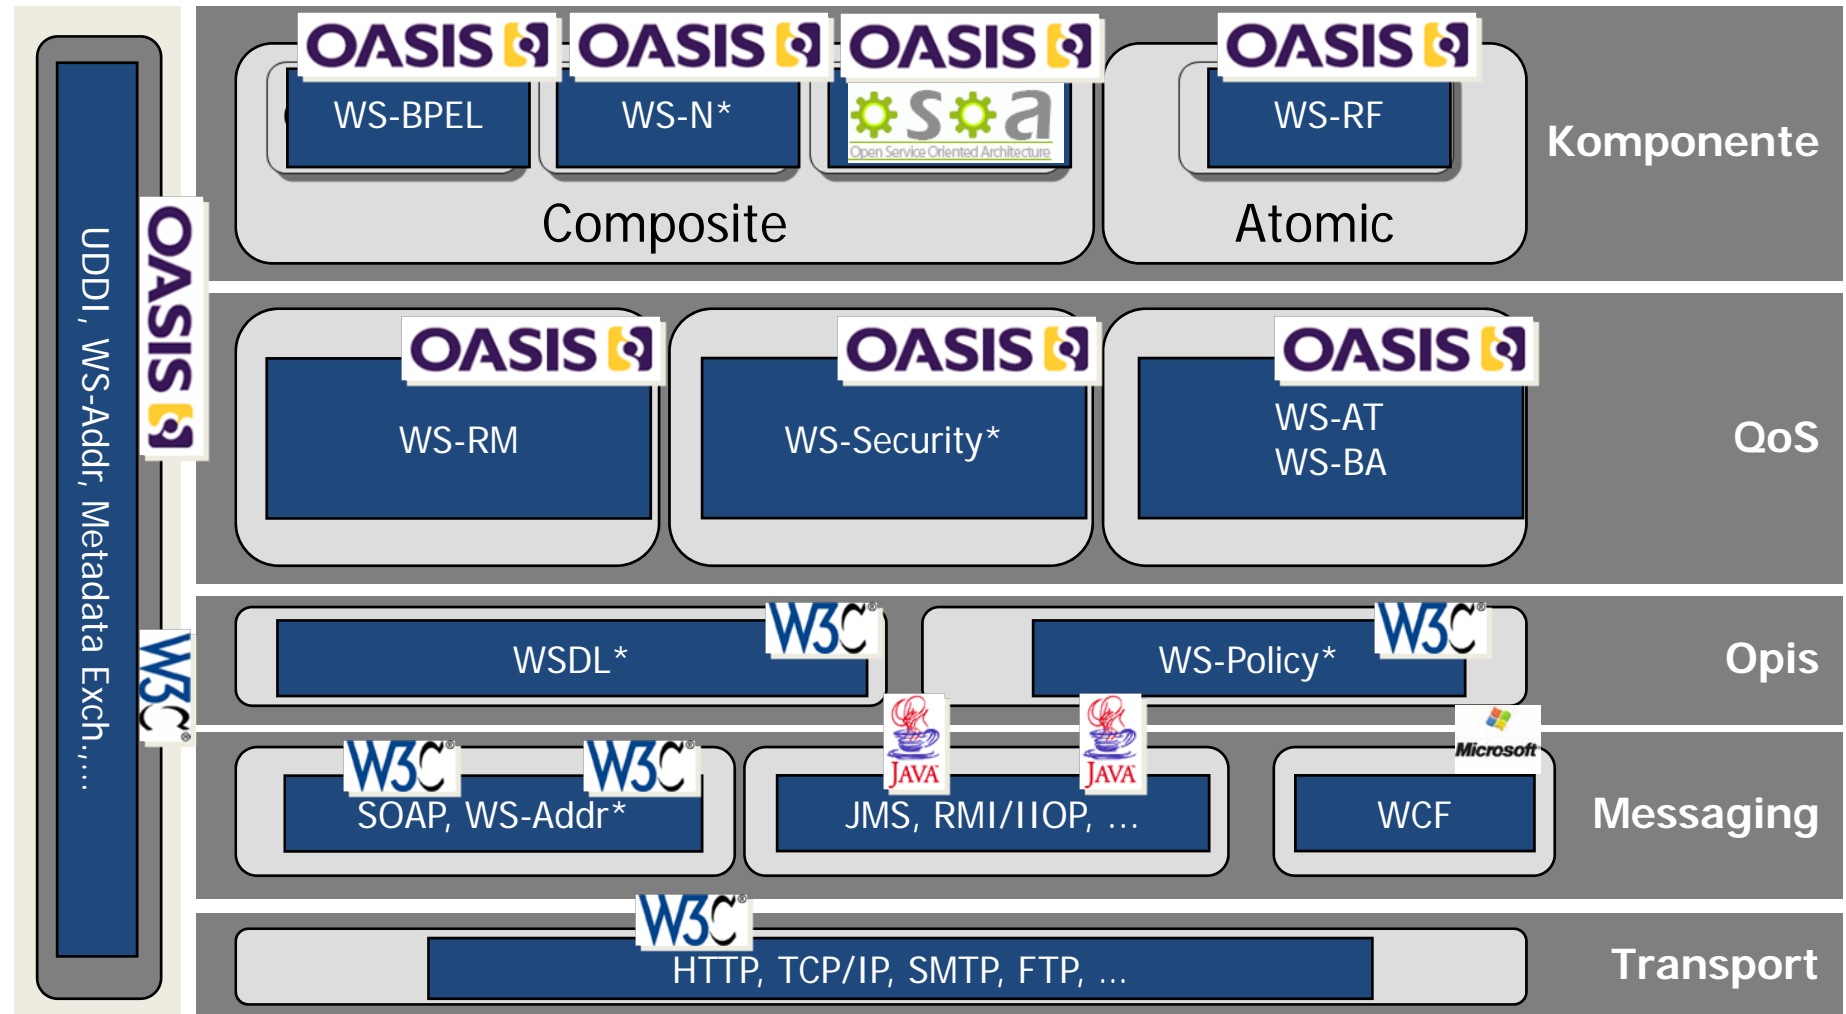 UDDI, WS-Addr, Metadata Exch.,...
OASIS
W3C®
OASIS
OASIS
OASIS
OASIS
WS-BPEL
WS-N*
osoa
Open Service Oriented Architecture
WS-RF
Composite
Atomic
Komponente
OASIS
OASIS
OASIS
WS-RM
WS-Security*
WS-AT
WS-BA
QoS
W3C®
W3C®
WSDL*
WS-Policy*
Opis
W3C®
W3C®
JAVA
JAVA
Microsoft
SOAP, WS-Addr*
JMS, RMI/IIOP, ...
WCF
Messaging
W3C®
HTTP, TCP/IP, SMTP, FTP, ...
Transport